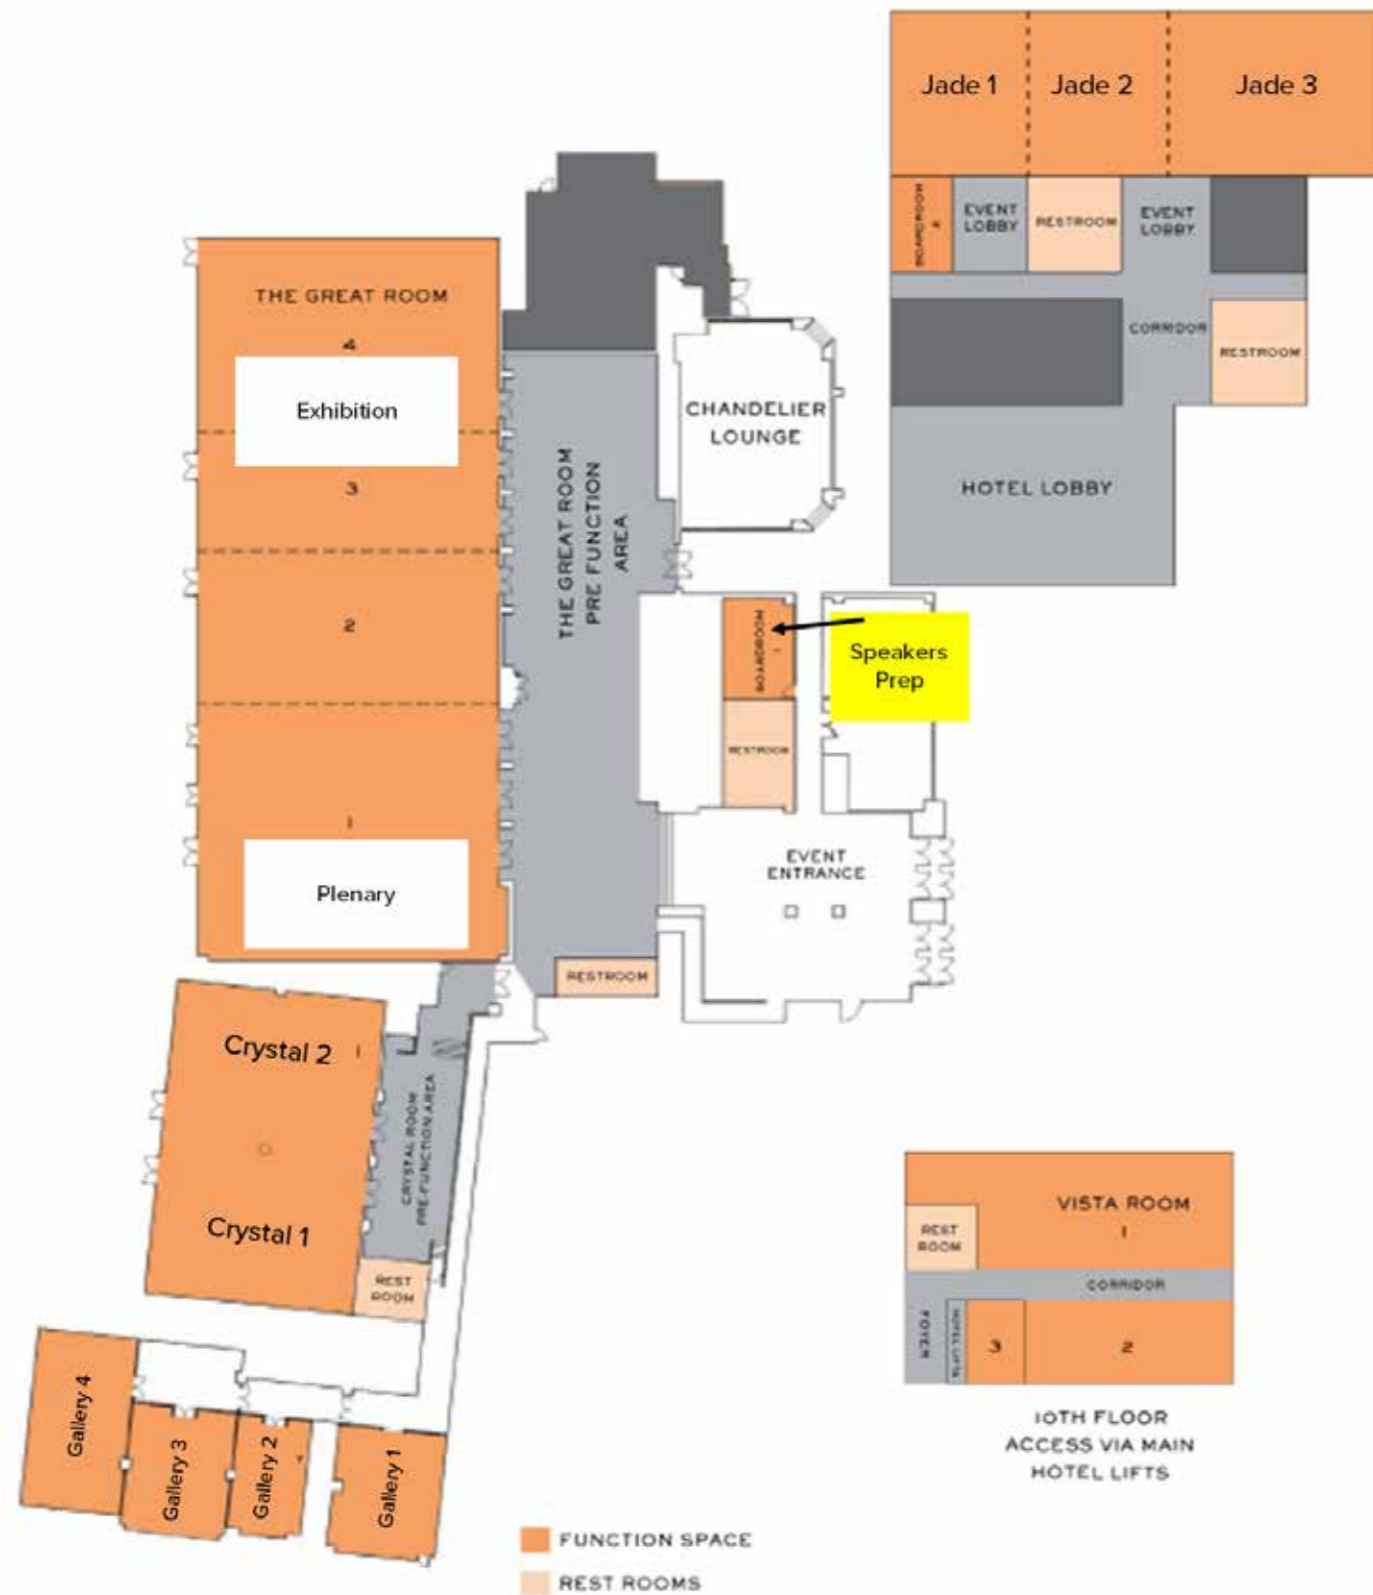 Jade 1
Jade 2
Jade 3
BOARDROOM
EVENT
LOBBY
RESTROOM
EVENT
LOBBY
CORRIDOR
RESTROOM
HOTEL LOBBY
THE GREAT ROOM
4
Exhibition
3
2
1
Plenary
THE GREAT ROOM
PRE FUNCTION
AREA
CHANDELIER
LOUNGE
BOARDROOM
1
Speakers
Prep
RESTROOM
EVENT
ENTRANCE
RESTROOM
Crystal 2
1
Crystal 1
CRYSTAL ROOM
PRE-FUNCTION AREA
REST
ROOM
Gallery 4
Gallery 3
Gallery 2
Gallery 1
VISTA ROOM
1
REST
ROOM
CORRIDOR
FOYER
HOTEL LIFTS
3
2
10TH FLOOR
ACCESS VIA MAIN
HOTEL LIFTS
FUNCTION SPACE
REST ROOMS